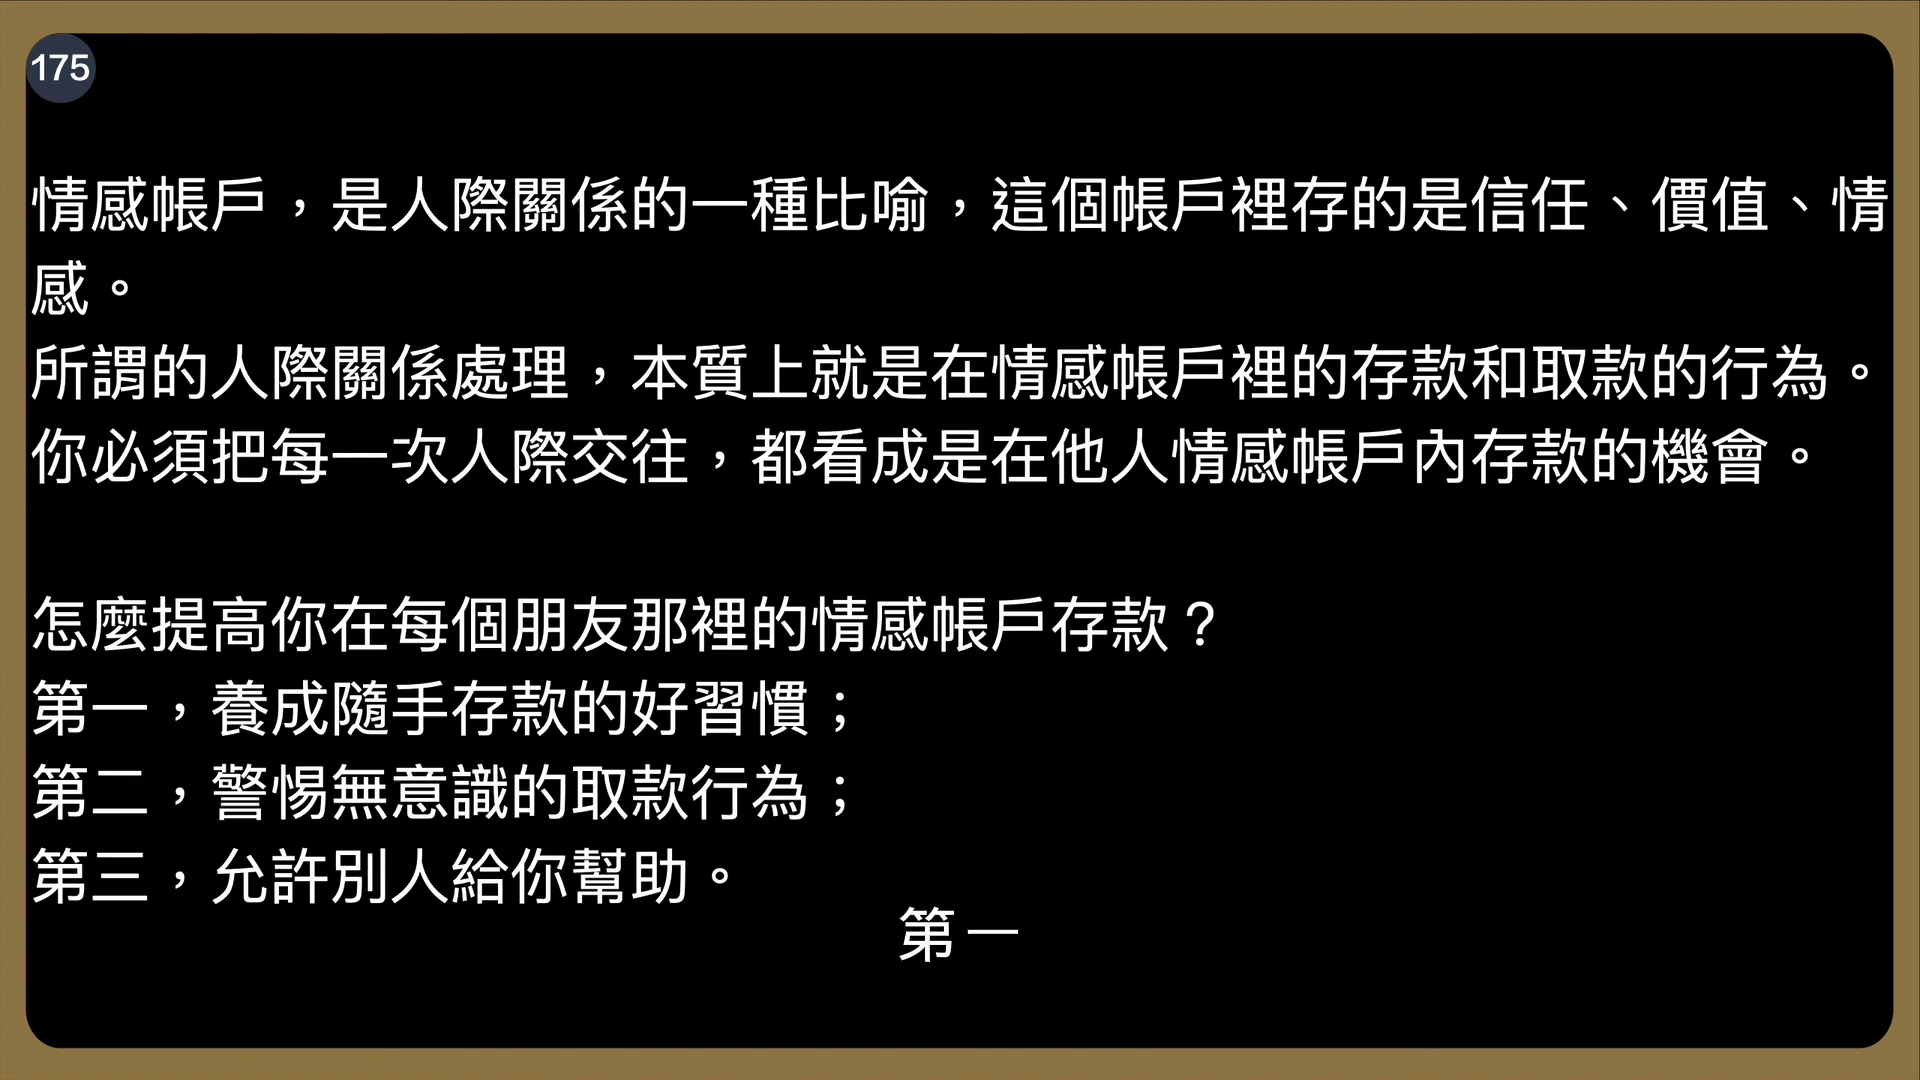 175
情感帳戶，是人際關係的一種比喻，這個帳戶裡存的是信任、價值、情
感。
所謂的人際關係處理，本質上就是在情感帳戶裡的存款和取款的行為。
你必須把每一次人際交往，都看成是在他人情感帳戶內存款的機會。
怎麼提高你在每個朋友那裡的情感帳戶存款？
第一，養成隨手存款的好習慣；
第二，警惕無意識的取款行為；
第三，允許別人給你幫助。
第一